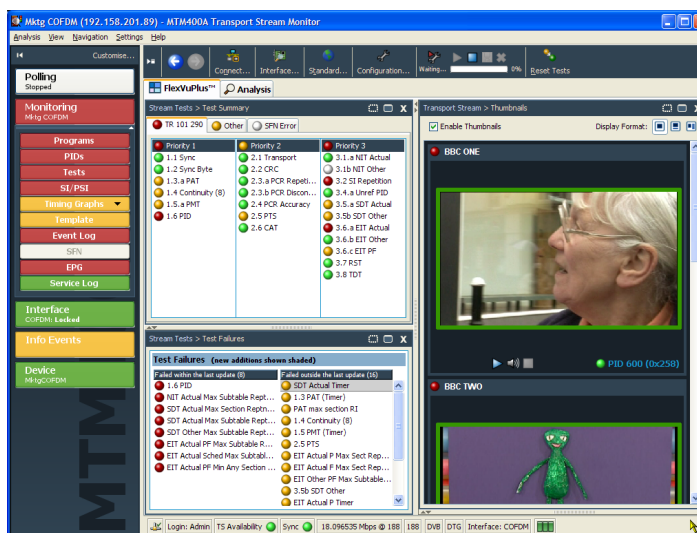 Mktg COFDM (192.158.201.89) - MTM400A Transport Stream Monitor
Analysis View Navigation Settings Help
Customise...
Connect... Interface... Standard... Configuration... Waiting... 0% Reset Tests
Polling
Stopped
Monitoring
Mktg COFDM
Programs
PIDs
Tests
SI/PSI
Timing Graphs
Template
Event Log
SFN
EPG
Service Log
Interface
COFDM: Locked
Info Events
Device
MktgCOFDM
MTM
FlexVuPlus™ Analysis
Stream Tests > Test Summary
TR 101 290 Other SFN Error
Priority 1
1.1 Sync
1.2 Sync Byte
1.3.a PAT
1.4 Continuity (8)
1.5.a PMT
1.6 PID
Priority 2
2.1 Transport
2.2 CRC
2.3.a PCR Repeti...
2.3.b PCR Discon...
2.4 PCR Accuracy
2.5 PTS
2.6 CAT
Priority 3
3.1.a NIT Actual
3.1b NIT Other
3.2 SI Repetition
3.4.a Unref PID
3.5.a SDT Actual
3.5b SDT Other
3.6.a EIT Actual
3.6.b EIT Other
3.6.c EIT PF
3.7 RST
3.8 TDT
Stream Tests > Test Failures
Test Failures (new additions shown shaded)
Failed within the last update (8)
1.6 PID
NIT Actual Max Subtable Rept...
SDT Actual Max Section Reptn...
SDT Actual Max Subtable Rept...
SDT Other Max Subtable Rept...
EIT Actual PF Max Subtable R...
EIT Actual Sched Max Subtabl...
EIT Actual PF Min Any Section ...
Failed outside the last update (16)
SDT Actual Timer
1.3 PAT (Timer)
PAT max section RI
1.4 Continuity (8)
1.5 PMT (Timer)
2.5 PTS
EIT Actual P Max Sect Rep...
EIT Actual F Max Sect Rep...
EIT Other PF Max Subtable...
3.5b SDT Other
EIT Actual P Timer
Transport Stream > Thumbnails
Enable Thumbnails Display Format:
BBC ONE
PID 600 (0x258)
BBC TWO
Login: Admin TS Availability Sync 18.096535 Mbps @ 188 188 DVB DTG Interface: COFDM